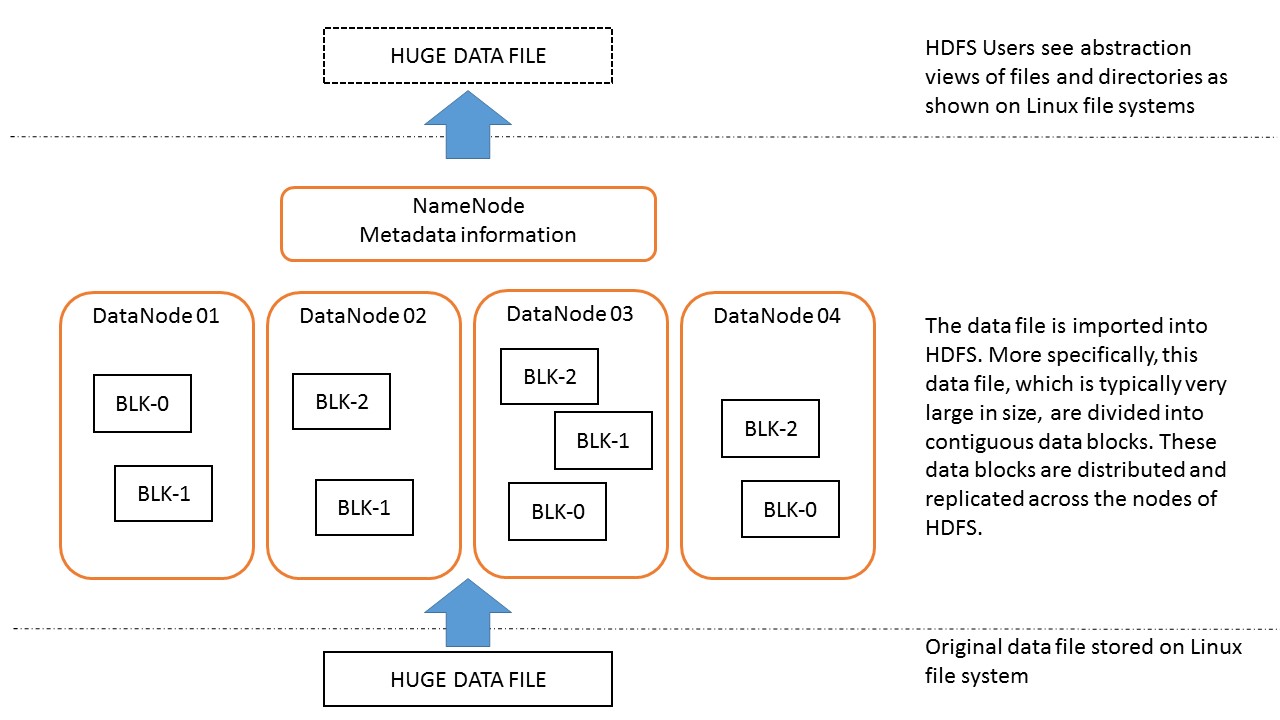 HUGE DATA FILE
HDFS Users see abstraction
views of files and directories as
shown on Linux file systems
NameNode
Metadata information
DataNode 01
BLK-0
BLK-1
DataNode 02
BLK-2
BLK-1
DataNode 03
BLK-2
BLK-1
BLK-0
DataNode 04
BLK-2
BLK-0
The data file is imported into
HDFS. More specifically, this
data file, which is typically very
large in size, are divided into
contiguous data blocks. These
data blocks are distributed and
replicated across the nodes of
HDFS.
HUGE DATA FILE
Original data file stored on Linux
file system